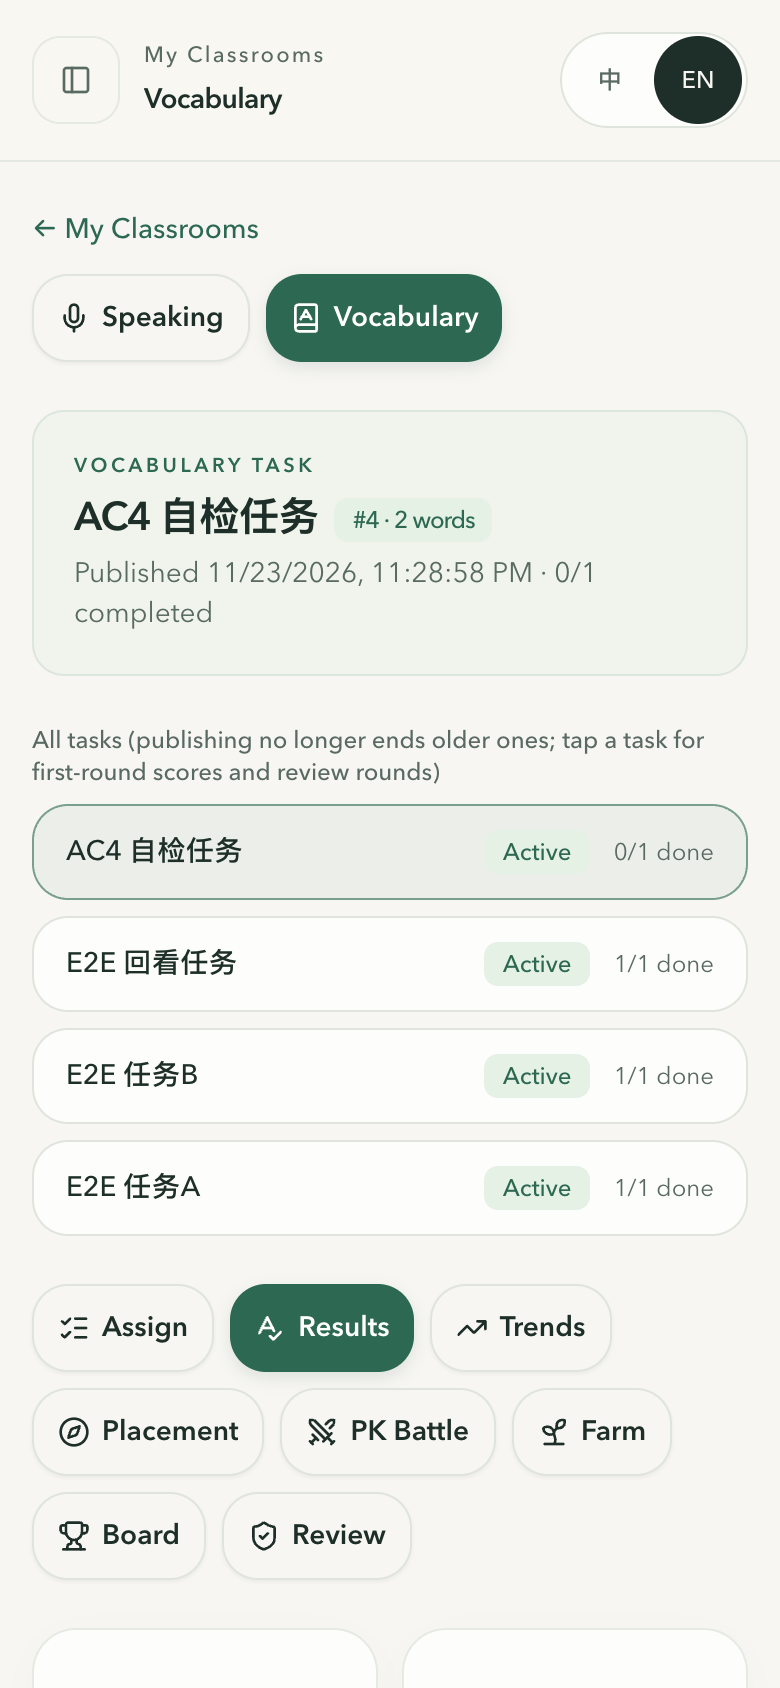 My Classrooms
Vocabulary
中
EN
← My Classrooms
Speaking
Vocabulary
VOCABULARY TASK
AC4 自检任务
#4 · 2 words
Published 11/23/2026, 11:28:58 PM · 0/1
completed
All tasks (publishing no longer ends older ones; tap a task for
first-round scores and review rounds)
AC4 自检任务
Active
0/1 done
E2E 回看任务
Active
1/1 done
E2E 任务B
Active
1/1 done
E2E 任务A
Active
1/1 done
Assign
Results
Trends
Placement
PK Battle
Farm
Board
Review